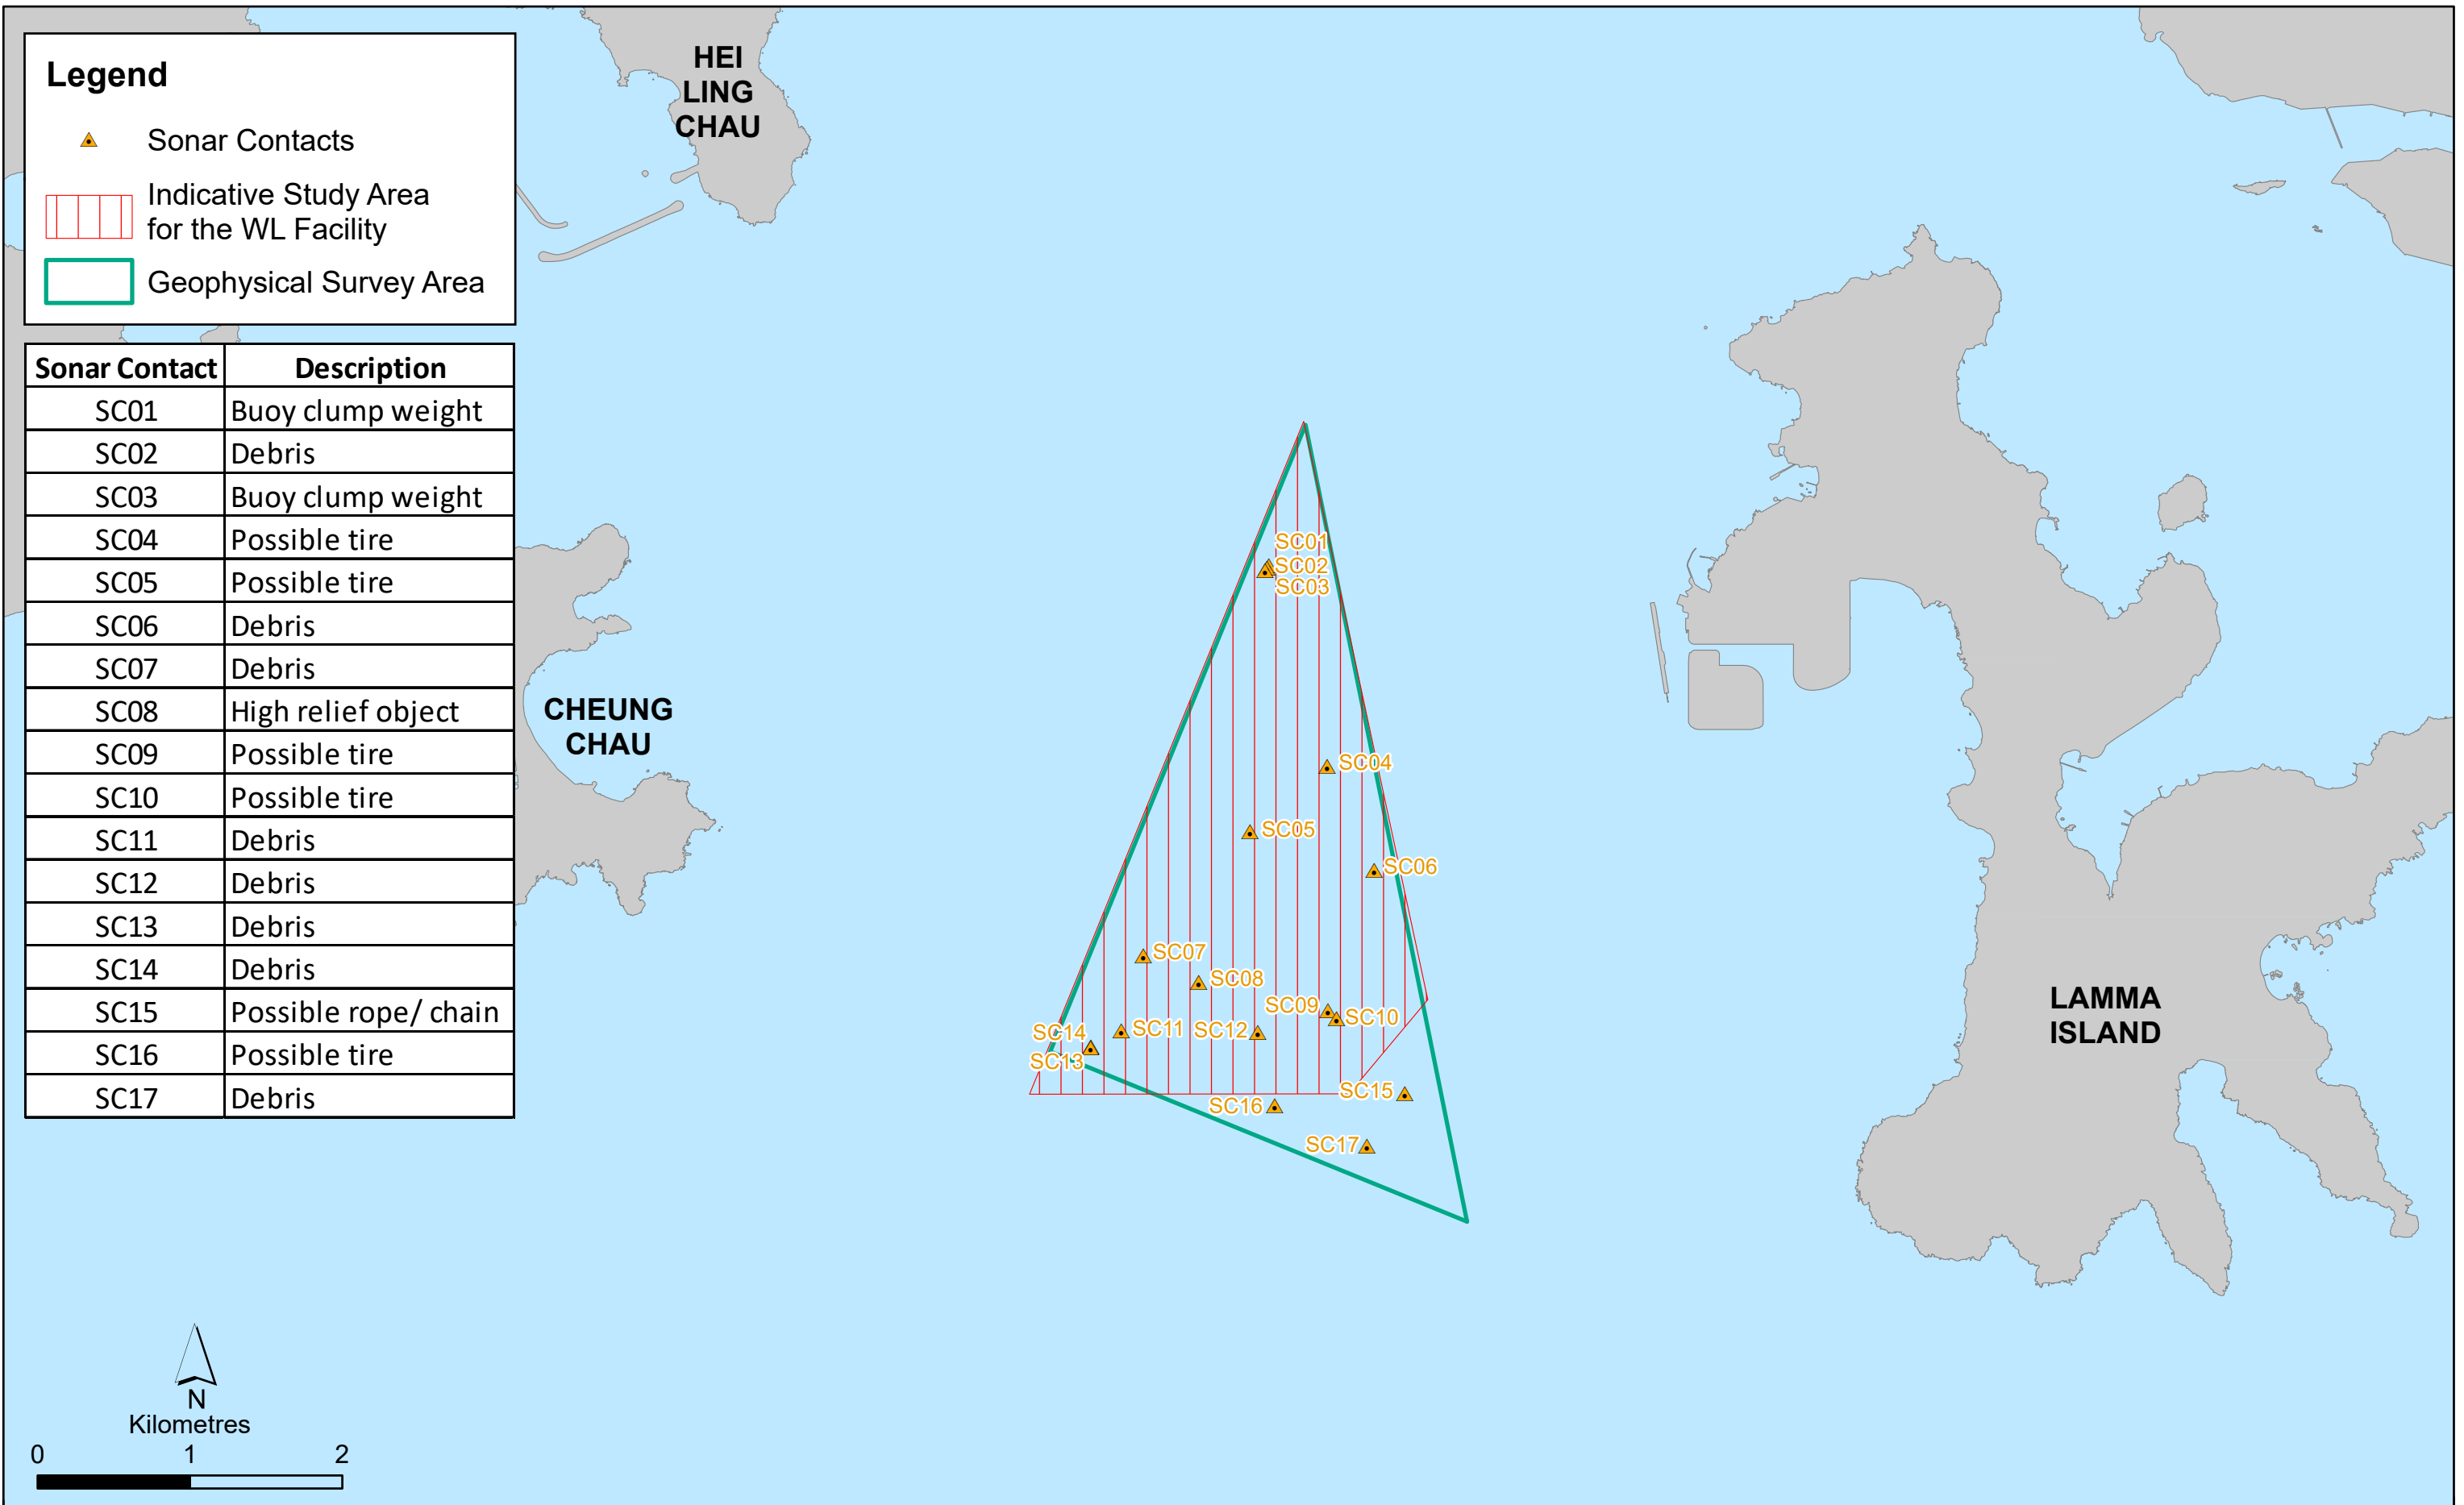 Legend
Sonar Contacts
Indicative Study Area
for the WL Facility
Geophysical Survey Area
Sonar Contact Description
SC01 Buoy clump weight
SC02 Debris
SC03 Buoy clump weight
SC04 Possible tire
SC05 Possible tire
SC06 Debris
SC07 Debris
SC08 High relief object
SC09 Possible tire
SC10 Possible tire
SC11 Debris
SC12 Debris
SC13 Debris
SC14 Debris
SC15 Possible rope/ chain
SC16 Possible tire
SC17 Debris
HEI
LING
CHAU
CHEUNG
CHAU
LAMMA
ISLAND
SC01
SC02
SC03
SC04
SC05
SC06
SC07
SC08
SC09
SC10
SC11
SC12
SC14
SC13
SC15
SC16
SC17
N
Kilometres
0 1 2